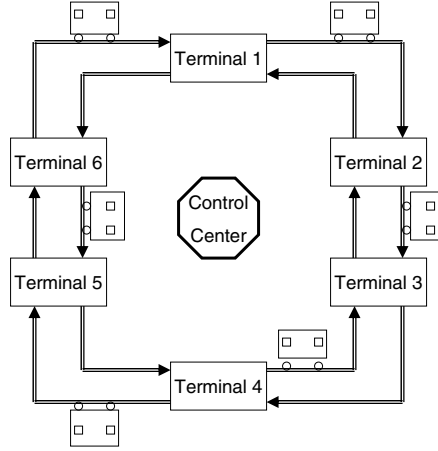 Terminal 1
Terminal 6
Terminal 2
Control
Center
Terminal 5
Terminal 3
Terminal 4